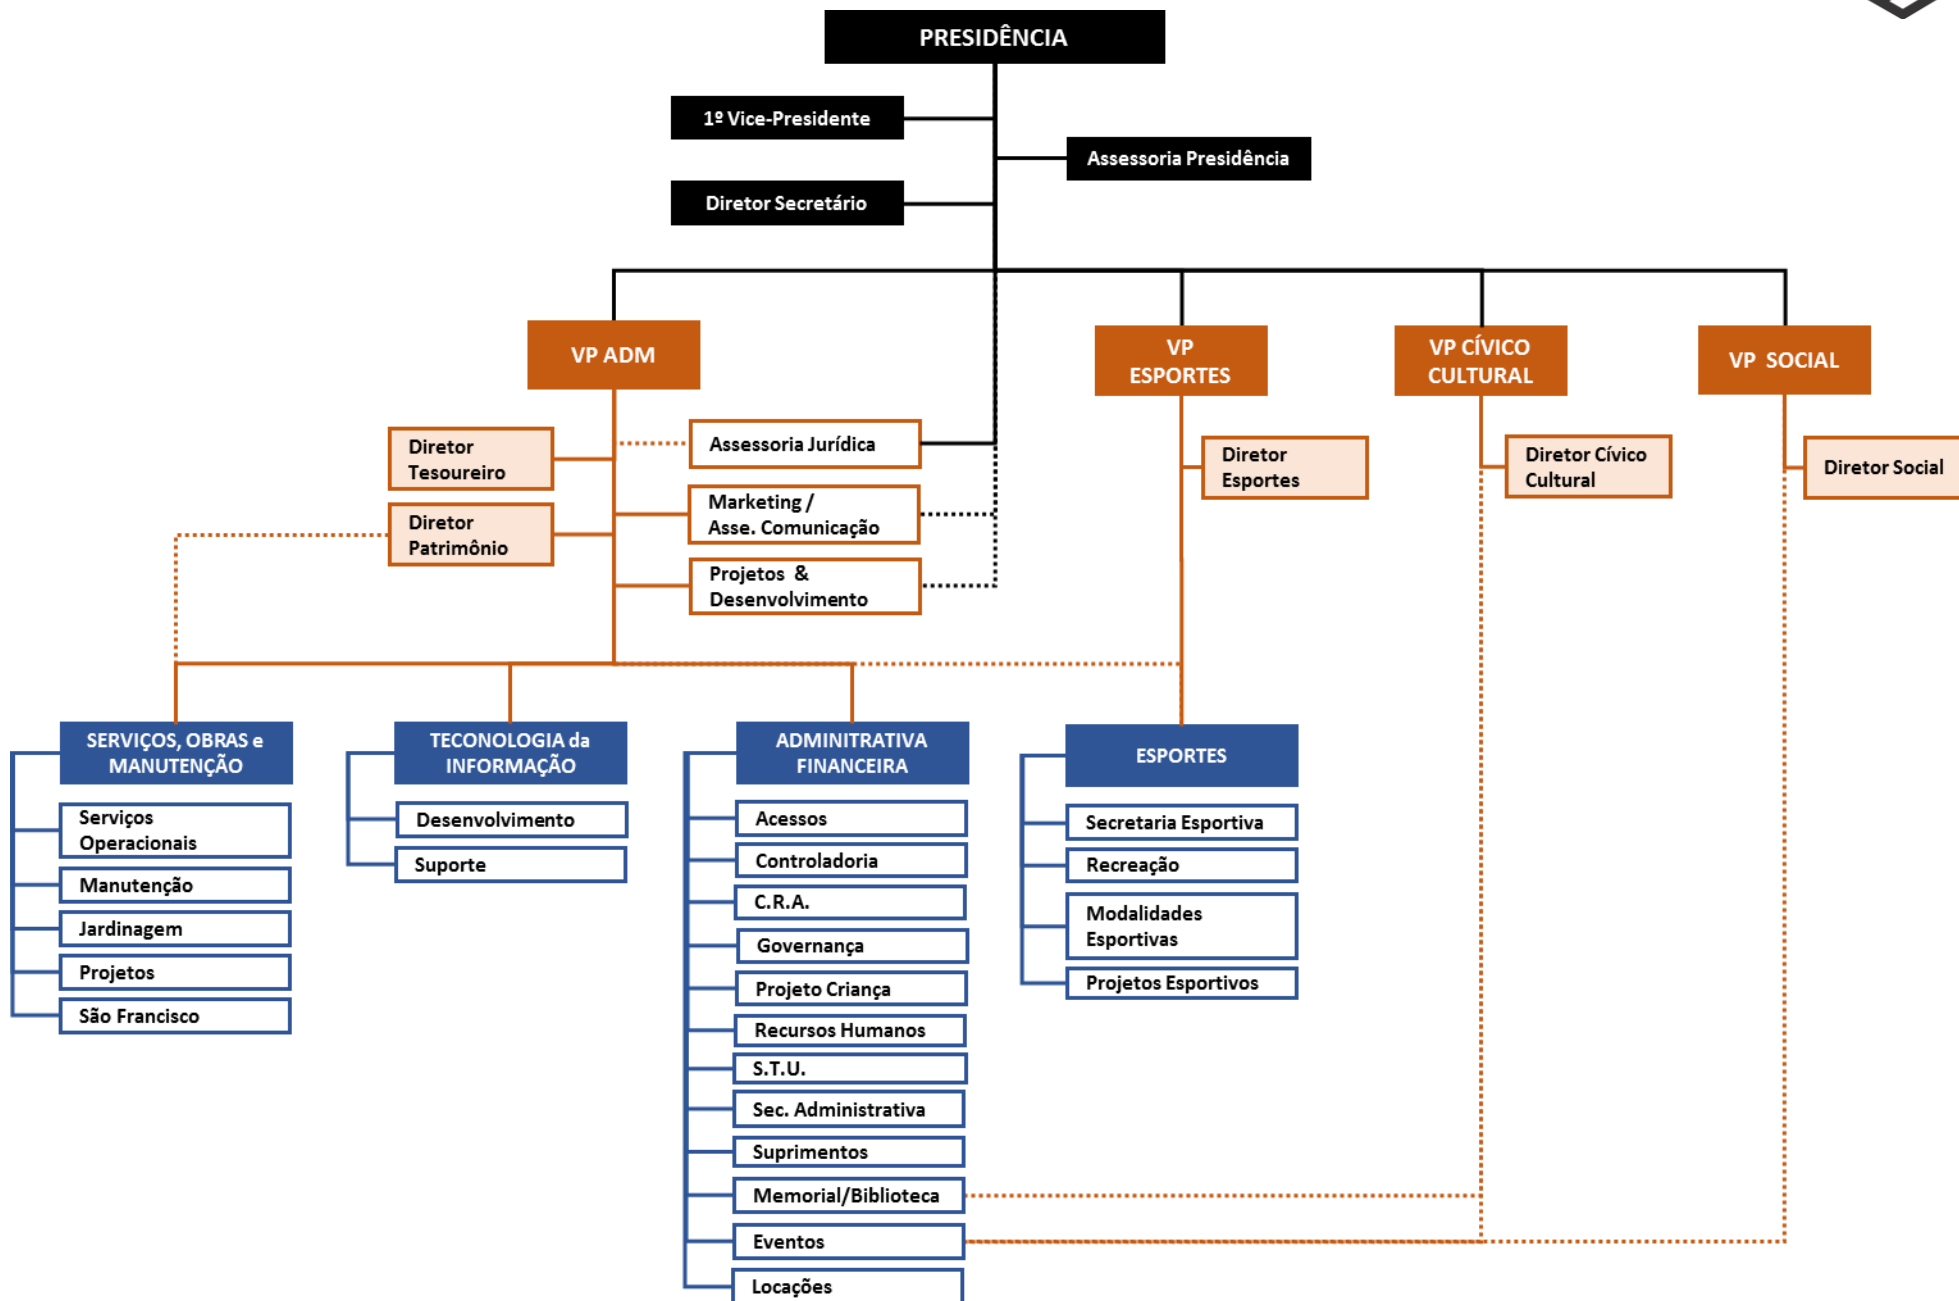 PRESIDÊNCIA
1º Vice-Presidente
Assessoria Presidência
Diretor Secretário
VP ADM
VP
ESPORTES
VP CÍVICO
CULTURAL
VP SOCIAL
Diretor
Tesoureiro
Assessoria Jurídica
Diretor
Esportes
Diretor Cívico
Cultural
Diretor Social
Diretor
Patrimônio
Marketing /
Asse. Comunicação
Projetos &
Desenvolvimento
SERVIÇOS, OBRAS e
MANUTENÇÃO
Serviços
Operacionais
Manutenção
Jardinagem
Projetos
São Francisco
TECONOLOGIA da
INFORMAÇÃO
Desenvolvimento
Suporte
ADMINITRATIVA
FINANCEIRA
Acessos
Controladoria
C.R.A.
Governança
Projeto Criança
Recursos Humanos
S.T.U.
Sec. Administrativa
Suprimentos
Memorial/Biblioteca
Eventos
Locações
ESPORTES
Secretaria Esportiva
Recreação
Modalidades
Esportivas
Projetos Esportivos